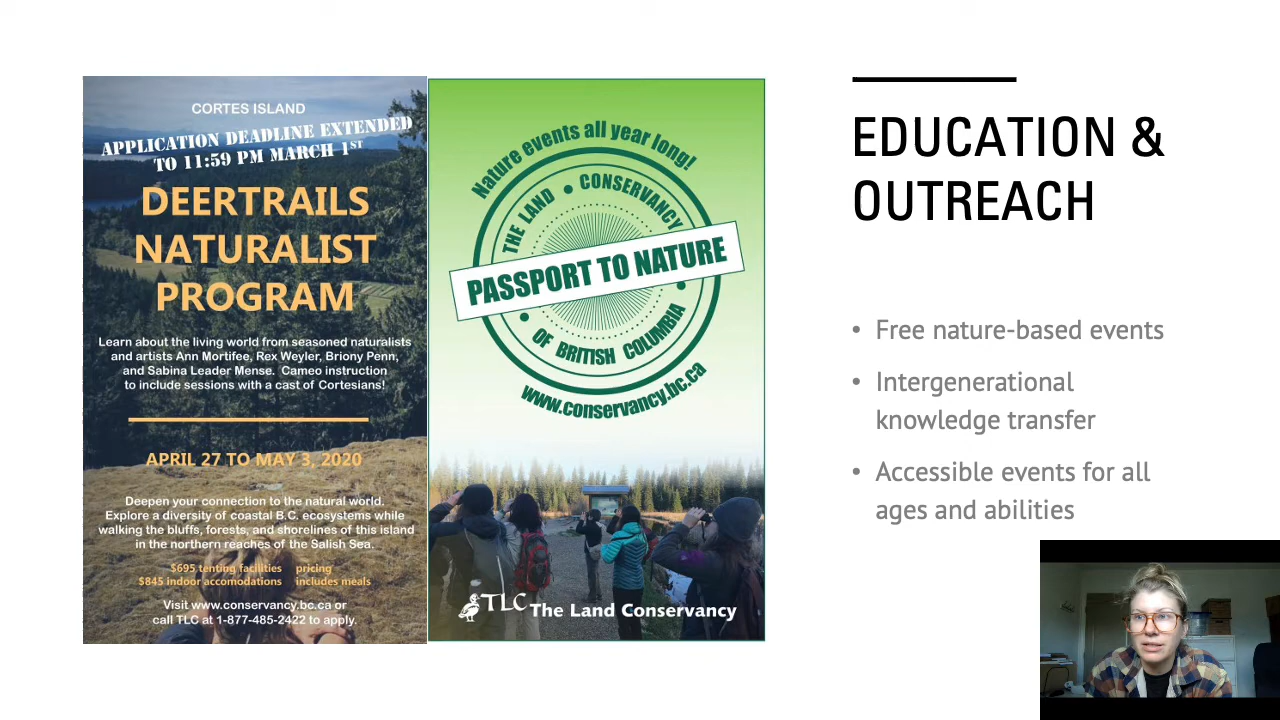 CORTES ISLAND
APPLICATION DEADLINE EXTENDED
TO 11:59 PM MARCH 1ST
DEERTRAILS
NATURALIST
PROGRAM
Learn about the living world from seasoned naturalists
and artists Ann Mortifee, Rex Weyler, Briony Penn,
and Sabina Leader Mense. Cameo instruction
to include sessions with a cast of Cortesians!
APRIL 27 TO MAY 3, 2020
Deepen your connection to the natural world.
Explore a diversity of coastal B.C. ecosystems while
walking the bluffs, forests, and shorelines of this island
in the northern reaches of the Salish Sea.
$695 tenting facilities pricing
$845 indoor accomodations includes meals
Visit www.conservancy.bc.ca or
call TLC at 1-877-485-2422 to apply.
Nature events all year long!
THE LAND • CONSERVANCY
PASSPORT TO NATURE
• OF BRITISH COLUMBIA •
www.conservancy.bc.ca
TLC The Land Conservancy
EDUCATION &
OUTREACH
• Free nature-based events
• Intergenerational
knowledge transfer
• Accessible events for all
ages and abilities